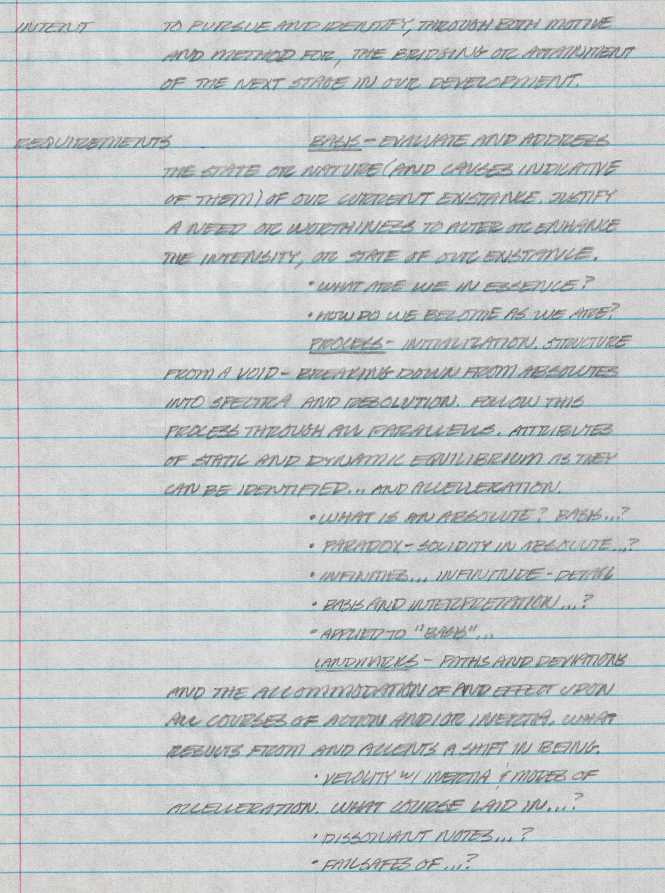 INTENT TO PURSUE AND IDENTIFY, THROUGH BOTH MOTIVE
AND METHOD FOR, THE BRIDGING OR ATTAINMENT
OF THE NEXT STAGE IN OUR DEVELOPMENT.
REQUIREMENTS BASIS - EVALUATE AND ADDRESS
THE STATE OR NATURE (AND CAUSES INDICATIVE
OF THEM) OF OUR CURRENT EXISTANCE. JUSTIFY
A NEED OR WORTHINESS TO ALTER OR ENHANCE
THE INTENSITY, OR STATE OF OUR EXISTANCE.
• WHAT ARE WE IN ESSENCE?
• HOW DO WE BECOME AS WE ARE?
PROCESS - INITIALIZATION. STRUCTURE
FROM A VOID - BREAKING DOWN FROM ABSOLUTES
INTO SPECTRA AND RESOLUTION. FOLLOW THIS
PROCESS THROUGH ALL PARALLELS. ATTRIBUTES
OF STATIC AND DYNAMIC EQUILIBRIUM AS THEY
CAN BE IDENTIFIED... AND ACCELLERATION.
• WHAT IS AN ABSOLUTE? BASIS...?
• PARADOX - SOLIDITY IN ABSOLUTE...?
• INFINITIES... INFINITUDE - DETAIL
• BASIS AND INTERPRETATION...?
• APPLIED TO "BASIS"...
LANDMARKS - PATHS AND DEVIATIONS
AND THE ACCOMMODATION OF AND EFFECT UPON
ALL COURSES OF ACTION AND/OR INERTIA. WHAT
RESULTS FROM AND ACCENTS A SHIFT IN BEING.
• VELOCITY W/ INERTIA & MODES OF
ACCELLERATION. WHAT COURSE LAID IN...?
• DISSONANT NOTES...?
• FAILSAFES OF...?